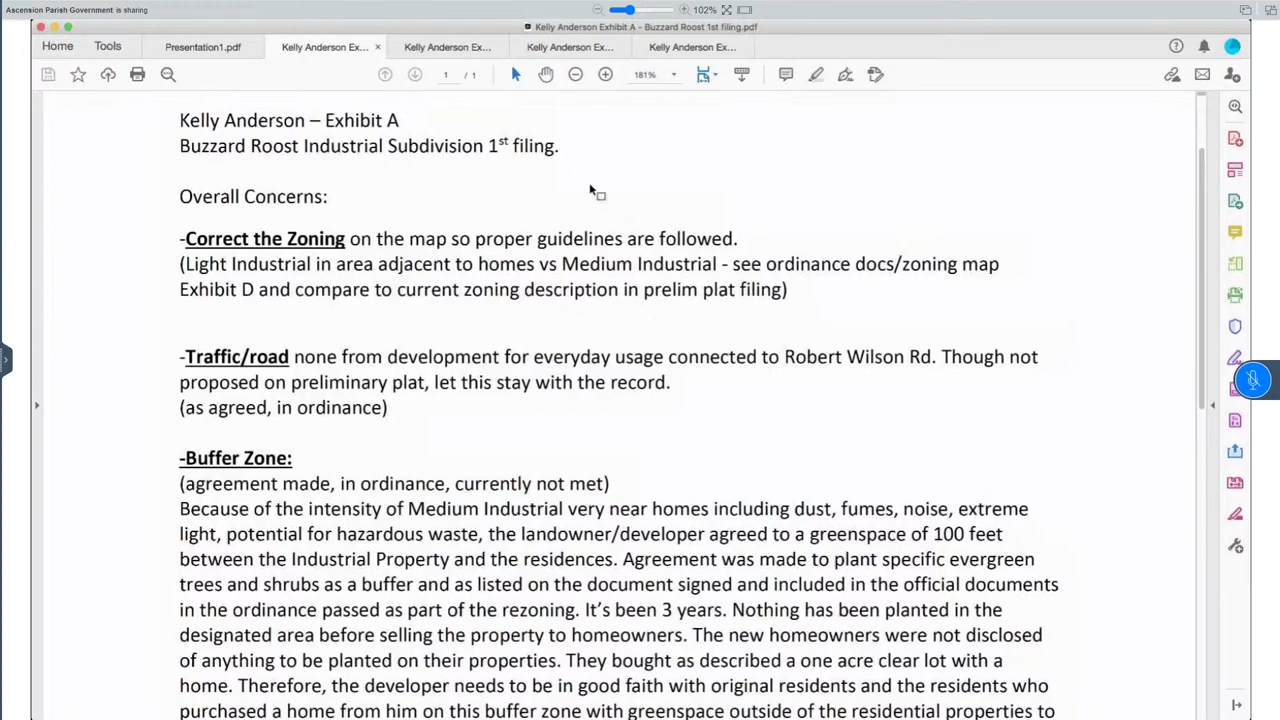 Ascension Parish Government is sharing
102%
Kelly Anderson Exhibit A - Buzzard Roost 1st filing.pdf
Home Tools Presentation1.pdf Kelly Anderson Ex... × Kelly Anderson Ex... Kelly Anderson Ex... Kelly Anderson Ex...
1 / 1 181%
Kelly Anderson – Exhibit A
Buzzard Roost Industrial Subdivision 1st filing.
Overall Concerns:
-Correct the Zoning on the map so proper guidelines are followed.
(Light Industrial in area adjacent to homes vs Medium Industrial - see ordinance docs/zoning map
Exhibit D and compare to current zoning description in prelim plat filing)
-Traffic/road none from development for everyday usage connected to Robert Wilson Rd. Though not
proposed on preliminary plat, let this stay with the record.
(as agreed, in ordinance)
-Buffer Zone:
(agreement made, in ordinance, currently not met)
Because of the intensity of Medium Industrial very near homes including dust, fumes, noise, extreme
light, potential for hazardous waste, the landowner/developer agreed to a greenspace of 100 feet
between the Industrial Property and the residences. Agreement was made to plant specific evergreen
trees and shrubs as a buffer and as listed on the document signed and included in the official documents
in the ordinance passed as part of the rezoning. It's been 3 years. Nothing has been planted in the
designated area before selling the property to homeowners. The new homeowners were not disclosed
of anything to be planted on their properties. They bought as described a one acre clear lot with a
home. Therefore, the developer needs to be in good faith with original residents and the residents who
purchased a home from him on this buffer zone with greenspace outside of the residential properties to